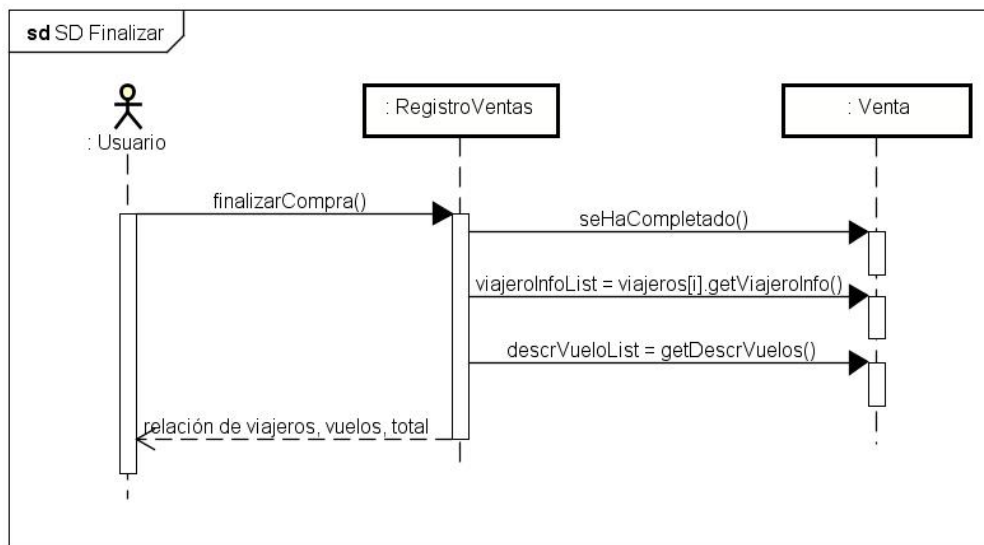 sd SD Finalizar
: Usuario
: RegistroVentas
: Venta
finalizarCompra()
seHaCompletado()
viajeroInfoList = viajeros[i].getViajeroInfo()
descrVueloList = getDescrVuelos()
relación de viajeros, vuelos, total